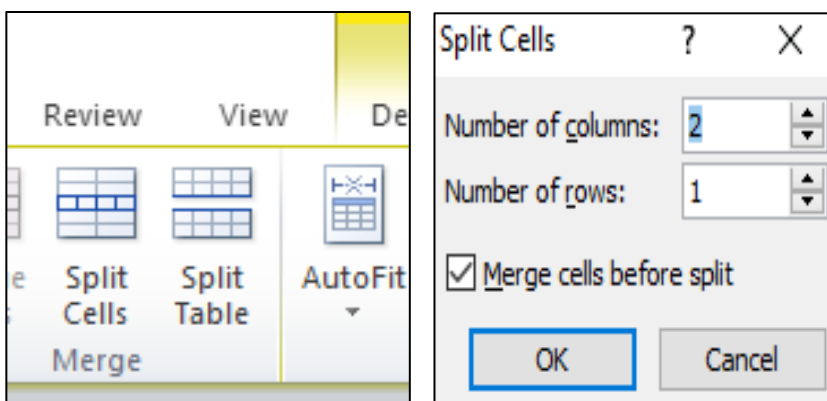 Review View De
e Split Split AutoFit
s Cells Table
Merge
Split Cells ? X
Number of columns: 2
Number of rows: 1
Merge cells before split
OK Cancel